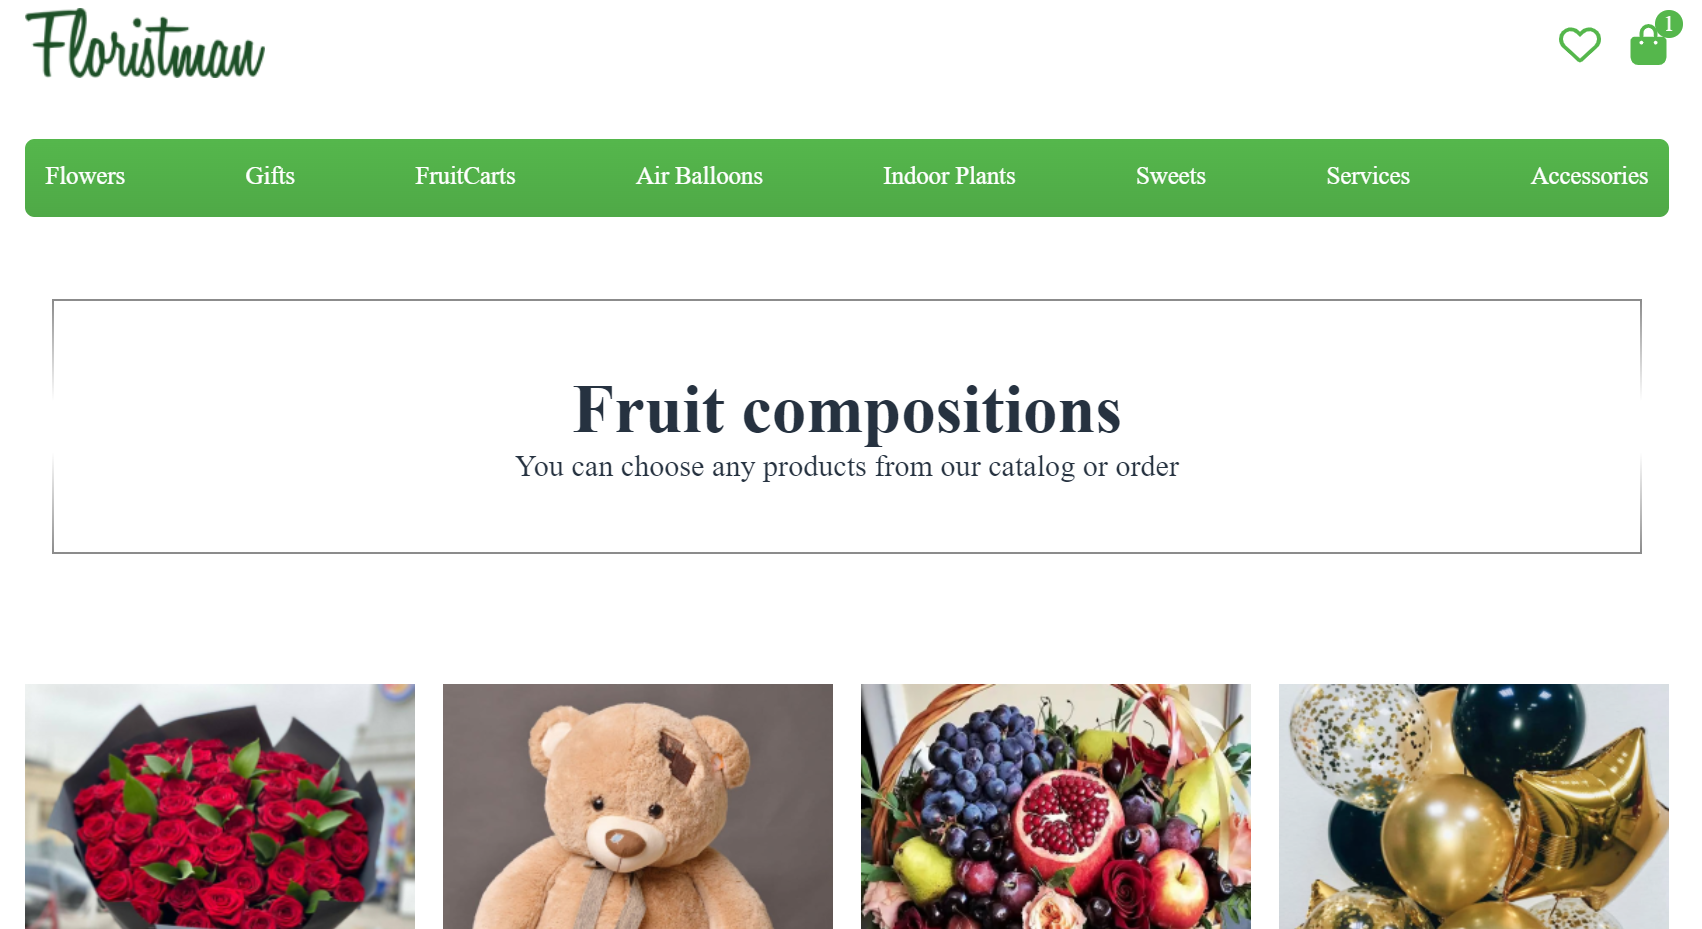 Floristman
1
Flowers Gifts FruitCarts Air Balloons Indoor Plants Sweets Services Accessories
Fruit compositions
You can choose any products from our catalog or order